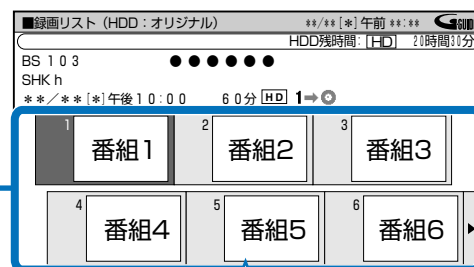 ■録画リスト(HDD:オリジナル) **/**[*]午前 **:** G-GUIDE
HDD残時間: HD 20時間30分
BS 103 ●●●●●●
SHK h
**/**[*]午後10:00 60分 HD 1➡
1 番組1 2 番組2 3 番組3
4 番組4 5 番組5 6 番組6